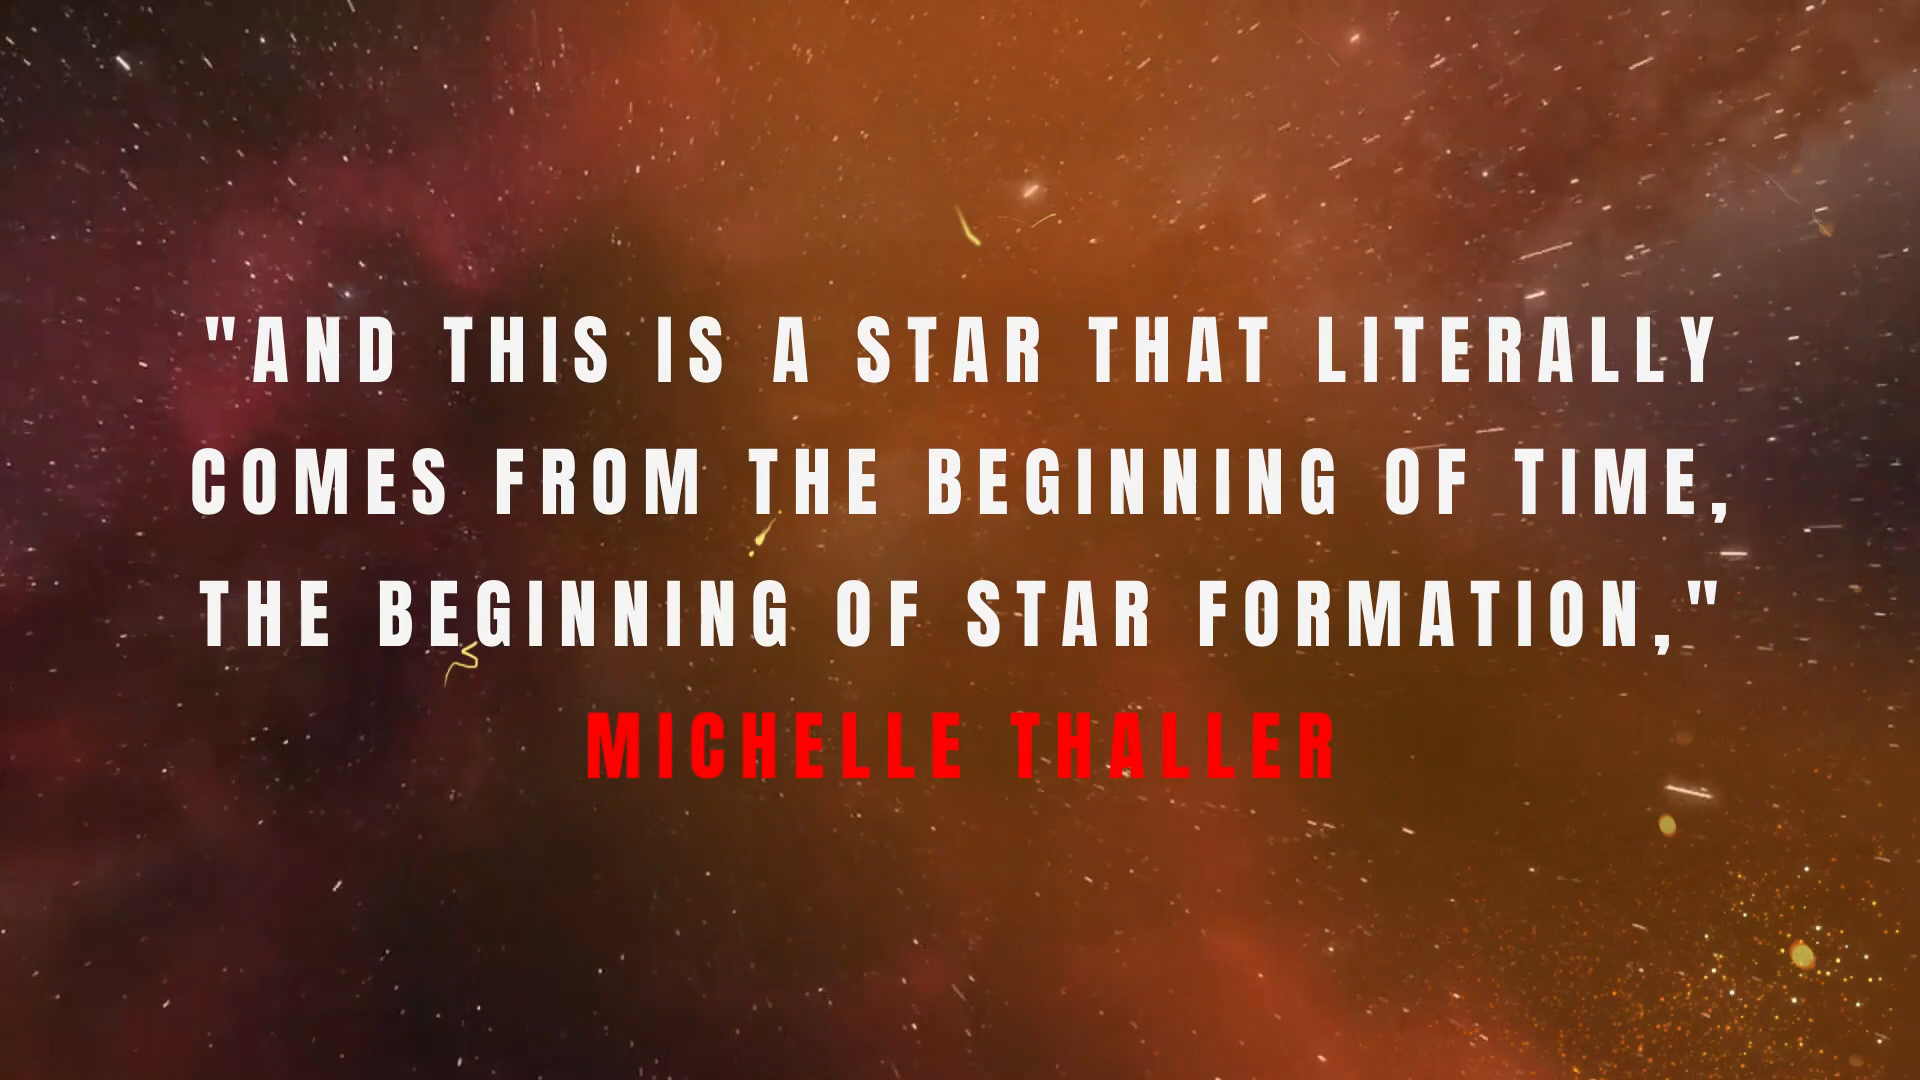 "AND THIS IS A STAR THAT LITERALLY
COMES FROM THE BEGINNING OF TIME,
THE BEGINNING OF STAR FORMATION,"
MICHELLE THALLER